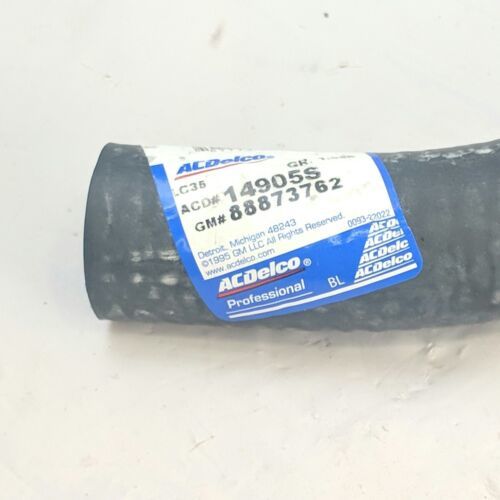 ACDelco®
GR.
LC35
ACD# 14905S
GM# 88873762
Detroit, Michigan 48243
©1995 GM LLC All Rights Reserved.
www.acdelco.com
0093-92022
ACDelco®
Professional BL
ACDelco
ACDelco
ACDelco
ACDelco